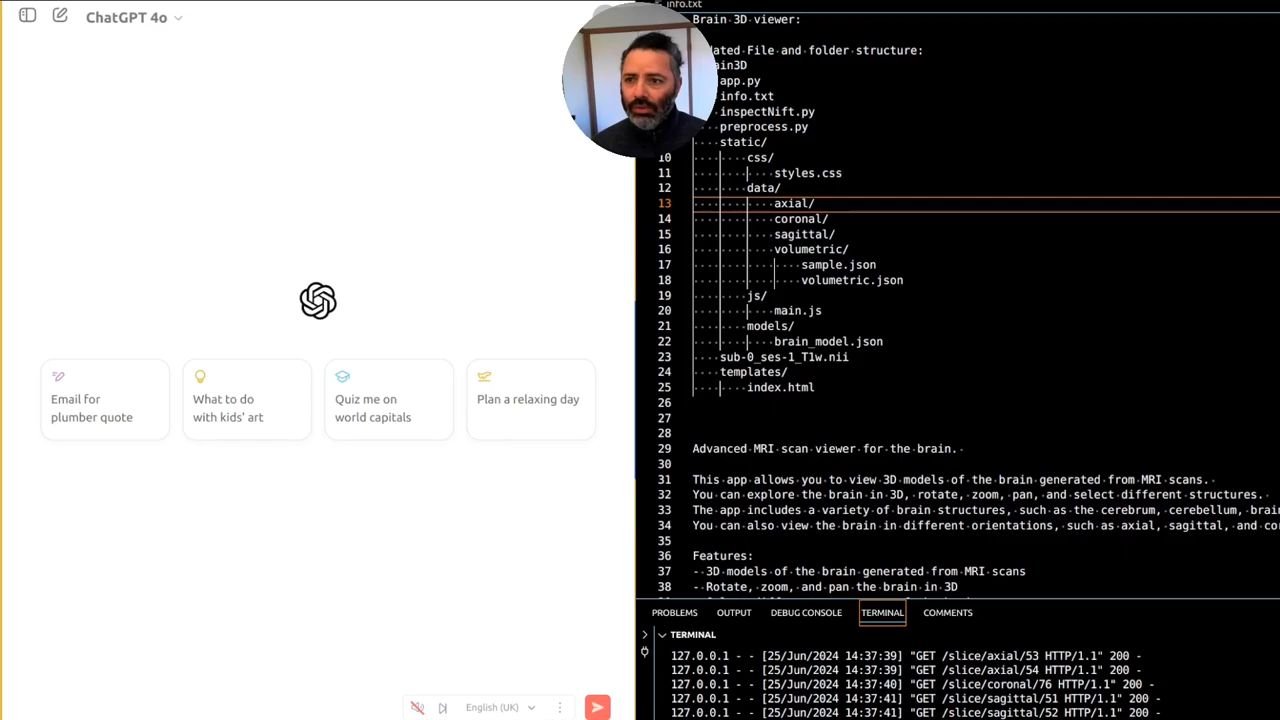 ChatGPT 4o
Email for
plumber quote
What to do
with kids' art
Quiz me on
world capitals
Plan a relaxing day
English (UK)
info.txt
Brain 3D viewer:
File and folder structure:
app.py
info.txt
inspectNift.py
preprocess.py
static/
10 css/
11 styles.css
12 data/
13 axial/
14 coronal/
15 sagittal/
16 volumetric/
17 sample.json
18 volumetric.json
19 js/
20 main.js
21 models/
22 brain_model.json
23 sub-0_ses-1_T1w.nii
24 templates/
25 index.html
26
27
28
29 Advanced MRI scan viewer for the brain.
30
31 This app allows you to view 3D models of the brain generated from MRI scans.
32 You can explore the brain in 3D, rotate, zoom, pan, and select different structures.
33 The app includes a variety of brain structures, such as the cerebrum, cerebellum, brain
34 You can also view the brain in different orientations, such as axial, sagittal, and co
35
36 Features:
37 - 3D models of the brain generated from MRI scans
38 - Rotate, zoom, and pan the brain in 3D
PROBLEMS OUTPUT DEBUG CONSOLE TERMINAL COMMENTS
TERMINAL
127.0.0.1 - - [25/Jun/2024 14:37:39] "GET /slice/axial/53 HTTP/1.1" 200 -
127.0.0.1 - - [25/Jun/2024 14:37:39] "GET /slice/axial/54 HTTP/1.1" 200 -
127.0.0.1 - - [25/Jun/2024 14:37:40] "GET /slice/coronal/76 HTTP/1.1" 200 -
127.0.0.1 - - [25/Jun/2024 14:37:41] "GET /slice/sagittal/51 HTTP/1.1" 200 -
127.0.0.1 - - [25/Jun/2024 14:37:41] "GET /slice/sagittal/52 HTTP/1.1" 200 -